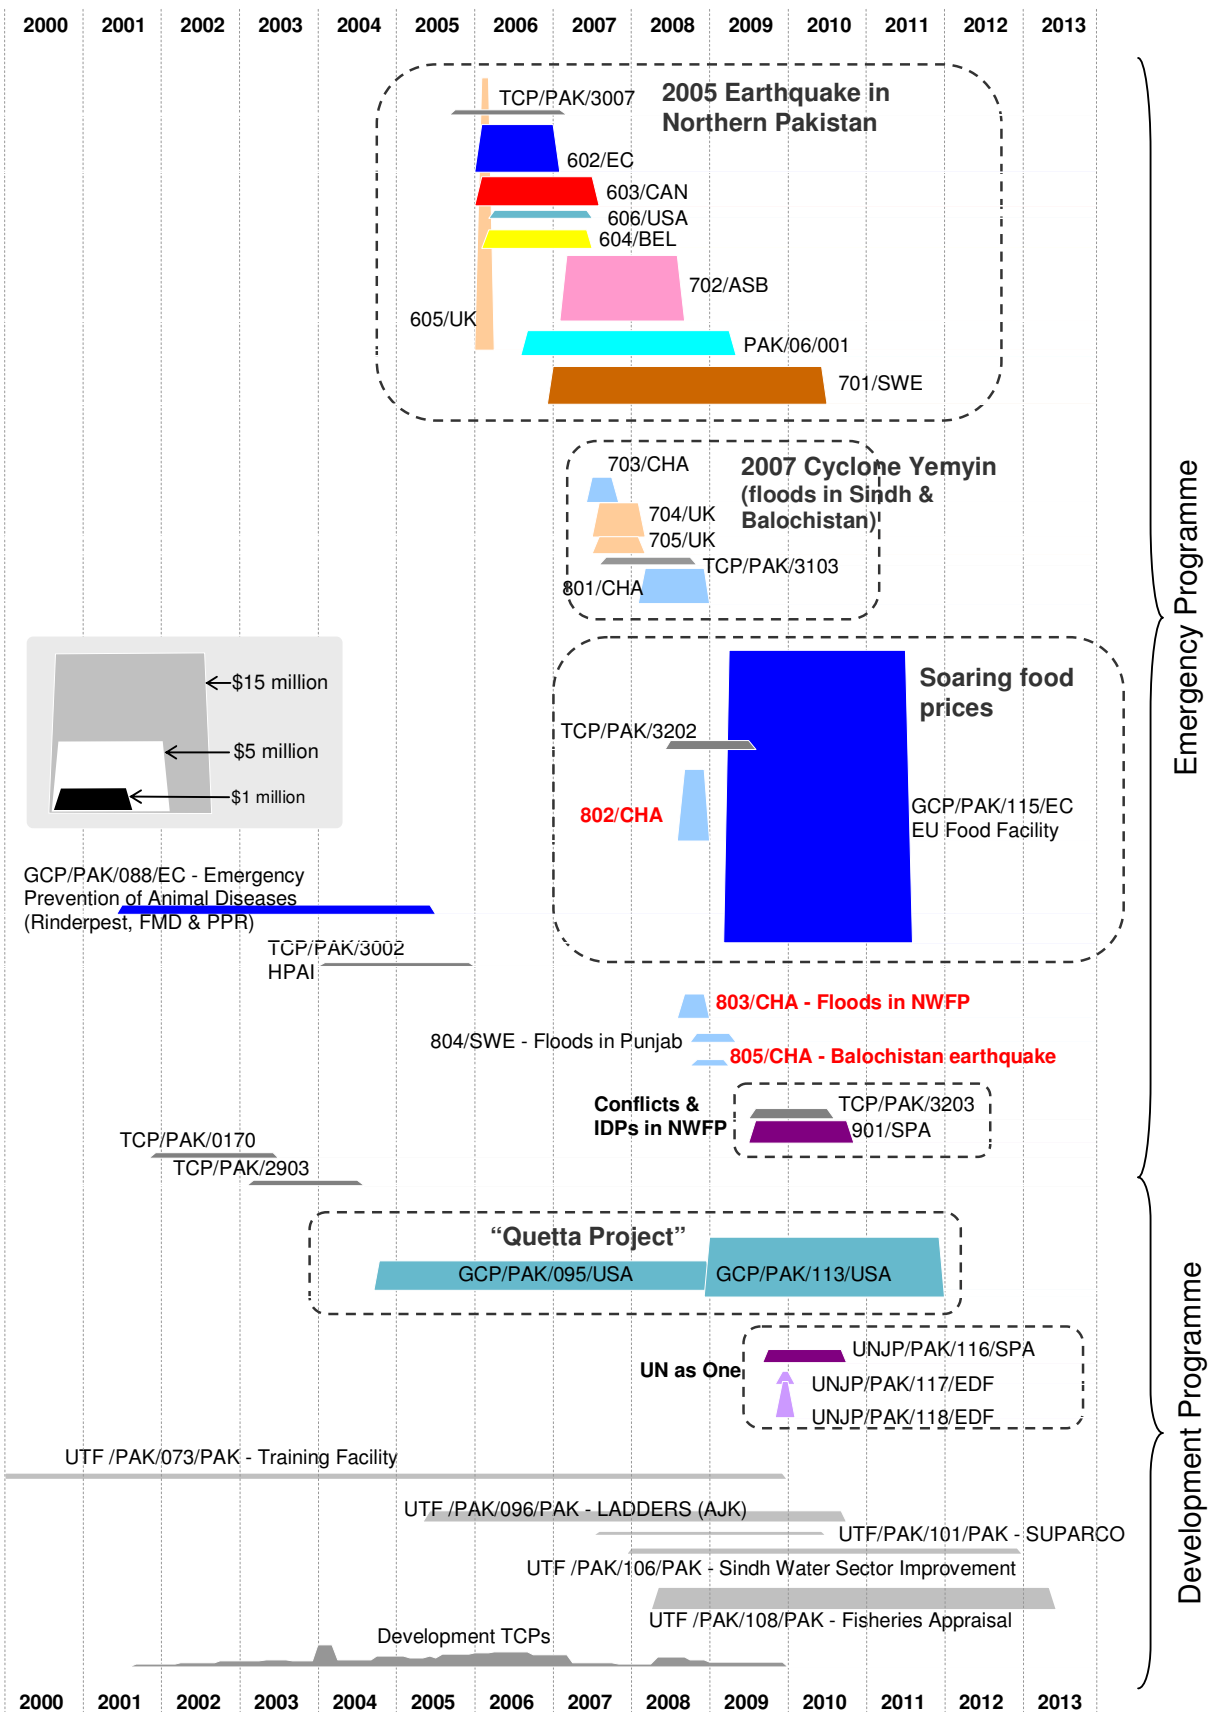 2000 2001 2002 2003 2004 2005 2006 2007 2008 2009 2010 2011 2012 2013
2005 Earthquake in
Northern Pakistan
TCP/PAK/3007
602/EC
603/CAN
606/USA
604/BEL
702/ASB
605/UK
PAK/06/001
701/SWE
2007 Cyclone Yemyin
(floods in Sindh &
Balochistan)
703/CHA
704/UK
705/UK
TCP/PAK/3103
801/CHA
Emergency Programme
$15 million
$5 million
$1 million
Soaring food
prices
TCP/PAK/3202
802/CHA
GCP/PAK/115/EC
EU Food Facility
GCP/PAK/088/EC - Emergency
Prevention of Animal Diseases
(Rinderpest, FMD & PPR)
TCP/PAK/3002
HPAI
803/CHA - Floods in NWFP
804/SWE - Floods in Punjab
805/CHA - Balochistan earthquake
Conflicts &
IDPs in NWFP
TCP/PAK/3203
901/SPA
TCP/PAK/0170
TCP/PAK/2903
“Quetta Project”
GCP/PAK/095/USA
GCP/PAK/113/USA
Development Programme
UN as One
UNJP/PAK/116/SPA
UNJP/PAK/117/EDF
UNJP/PAK/118/EDF
UTF /PAK/073/PAK - Training Facility
UTF /PAK/096/PAK - LADDERS (AJK)
UTF/PAK/101/PAK - SUPARCO
UTF /PAK/106/PAK - Sindh Water Sector Improvement
UTF /PAK/108/PAK - Fisheries Appraisal
Development TCPs
2000 2001 2002 2003 2004 2005 2006 2007 2008 2009 2010 2011 2012 2013